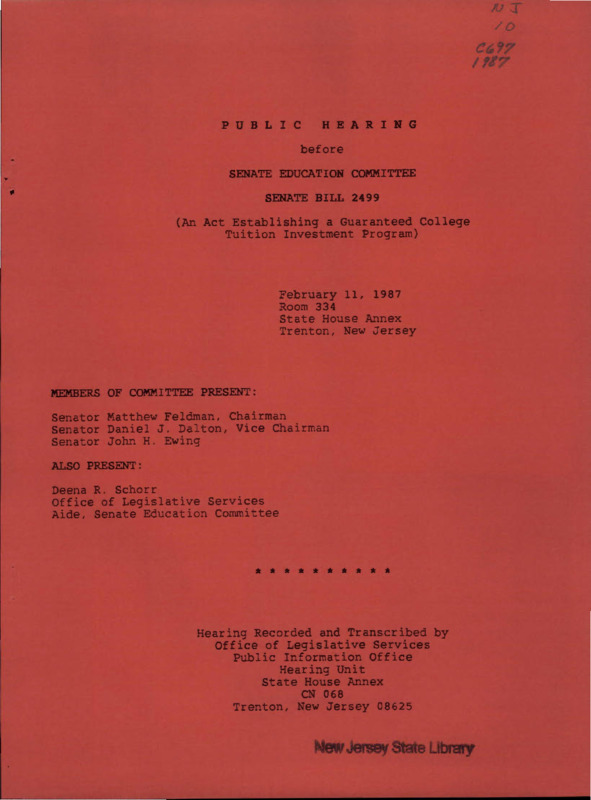 NJ
10
C697
1987
PUBLIC HEARING
before
SENATE EDUCATION COMMITTEE
SENATE BILL 2499
(An Act Establishing a Guaranteed College
Tuition Investment Program)
February 11, 1987
Room 334
State House Annex
Trenton, New Jersey
MEMBERS OF COMMITTEE PRESENT:
Senator Matthew Feldman, Chairman
Senator Daniel J. Dalton, Vice Chairman
Senator John H. Ewing
ALSO PRESENT:
Deena R. Schorr
Office of Legislative Services
Aide, Senate Education Committee
* * * * * * * * * *
Hearing Recorded and Transcribed by
Office of Legislative Services
Public Information Office
Hearing Unit
State House Annex
CN 068
Trenton, New Jersey 08625
New Jersey State Library